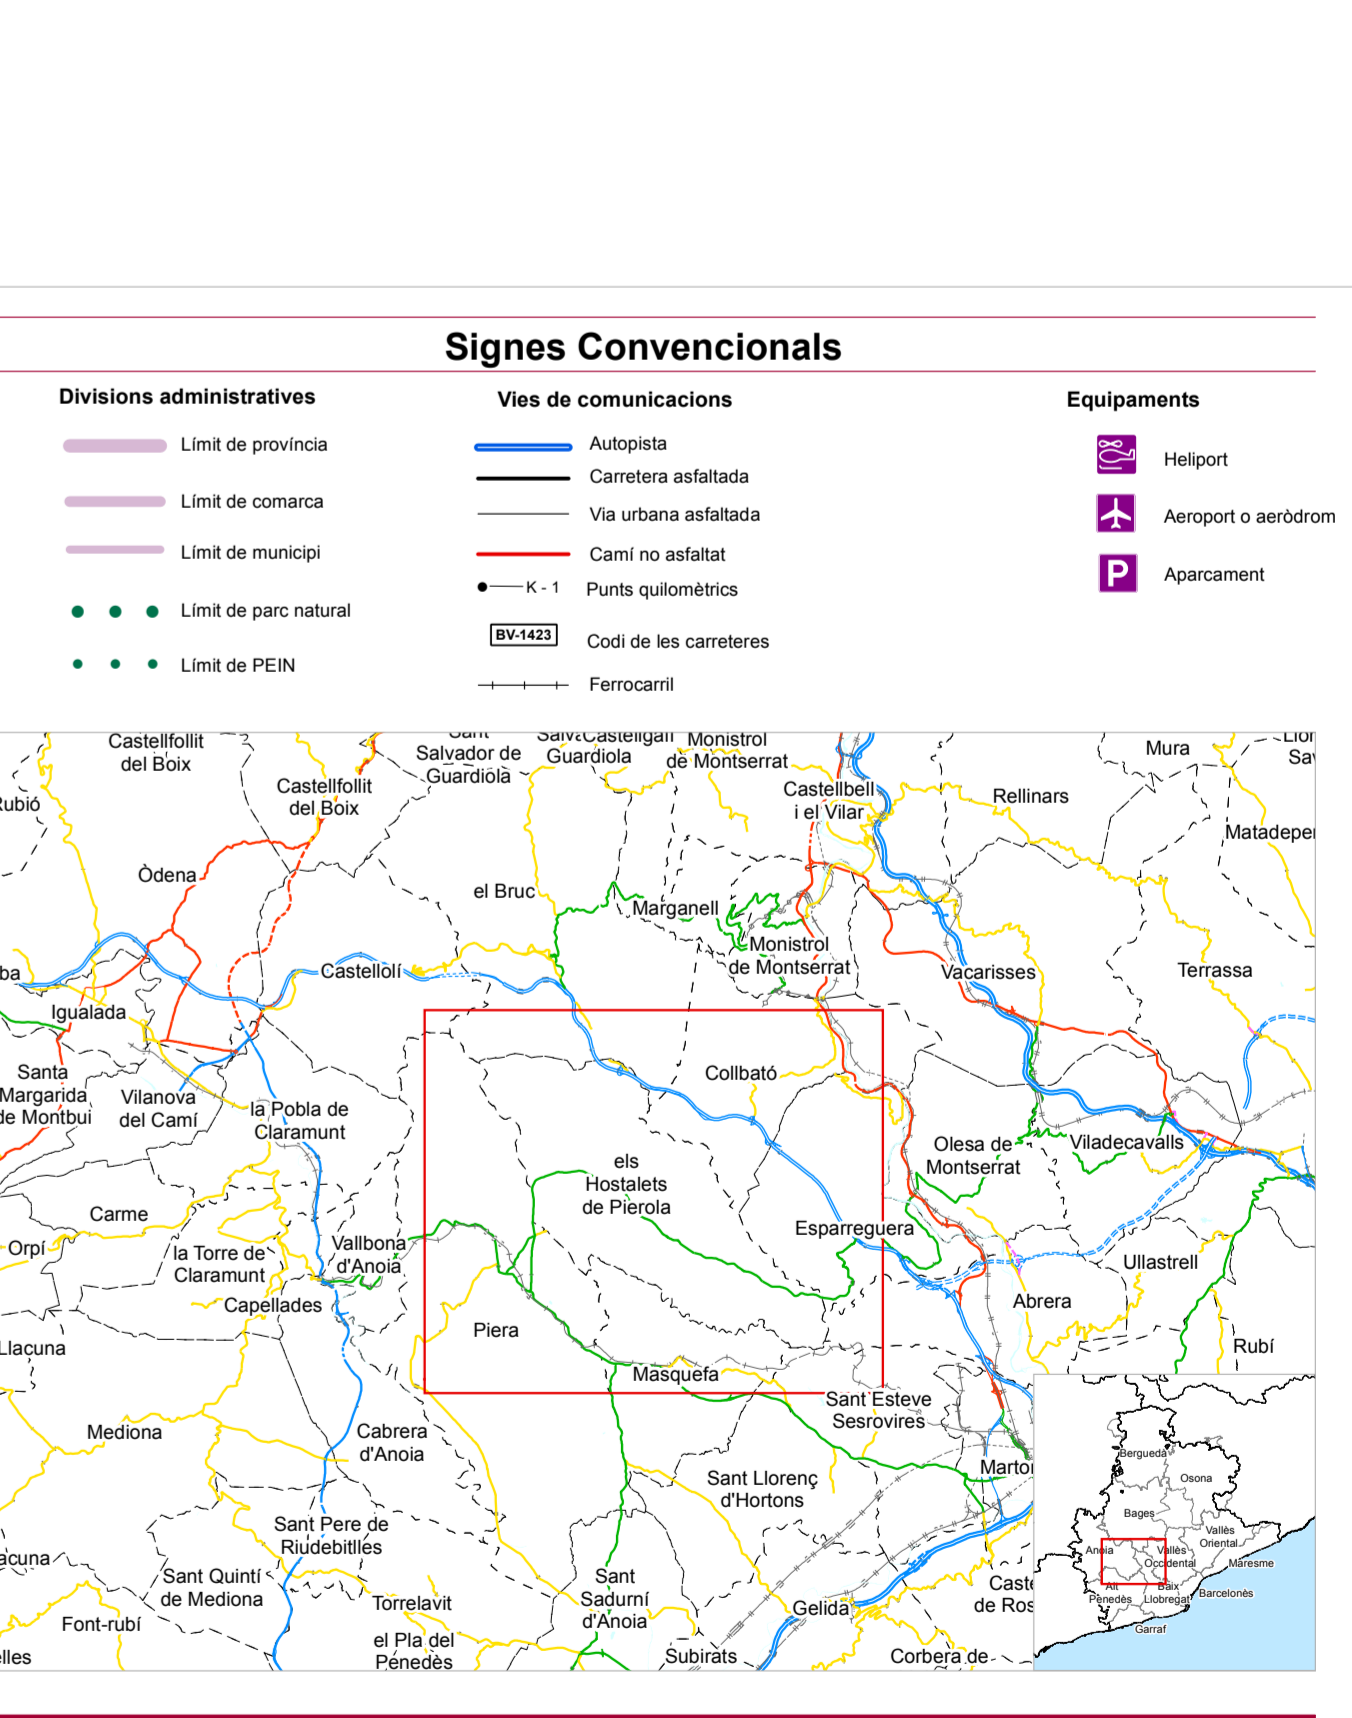 Signes Convencionals
Divisions administratives
Límit de província
Límit de comarca
Límit de municipi
Límit de parc natural
Límit de PEIN
Vies de comunicacions
Autopista
Carretera asfaltada
Via urbana asfaltada
Camí no asfaltat
K - 1
Punts quilomètrics
BV-1423
Codi de les carreteres
Ferrocarril
Equipaments
Heliport
Aeroport o aeròdrom
P
Aparcament
Castellfollit
del Boix
Castellfollit
del Boix
Salvador de
Guardiola
Castellgalí
Guardiola
Monistrol
de Montserrat
Castellbell
i el Vilar
Rellinars
Mura
Òdena
el Bruc
Marganell
Monistrol
de Montserrat
Vacarisses
Terrassa
Castellolí
Igualada
Santa
Margarida
de Montbui
Vilanova
del Camí
la Pobla de
Claramunt
Collbató
Olesa de
Montserrat
Viladecavalls
els
Hostalets
de Pierola
Carme
Orpí
la Torre de
Claramunt
Vallbona
d'Anoia
Esparreguera
Ullastrell
Capellades
Abrera
Piera
Llacuna
Rubí
Masquefa
Sant Esteve
Sesrovires
Mediona
Cabrera
d'Anoia
Sant Llorenç
d'Hortons
Sant Pere de
Riudebitlles
Sant Quintí
de Mediona
Torrelavit
Sant
Sadurní
d'Anoia
Gelida
Font-rubí
el Pla del
Penedès
Subirats
Corbera de
Berguedà
Osona
Bages
Vallès
Oriental
Anoia
Vallès
Occidental
Maresme
Alt
Penedès
Baix
Llobregat
Barcelonès
Garraf